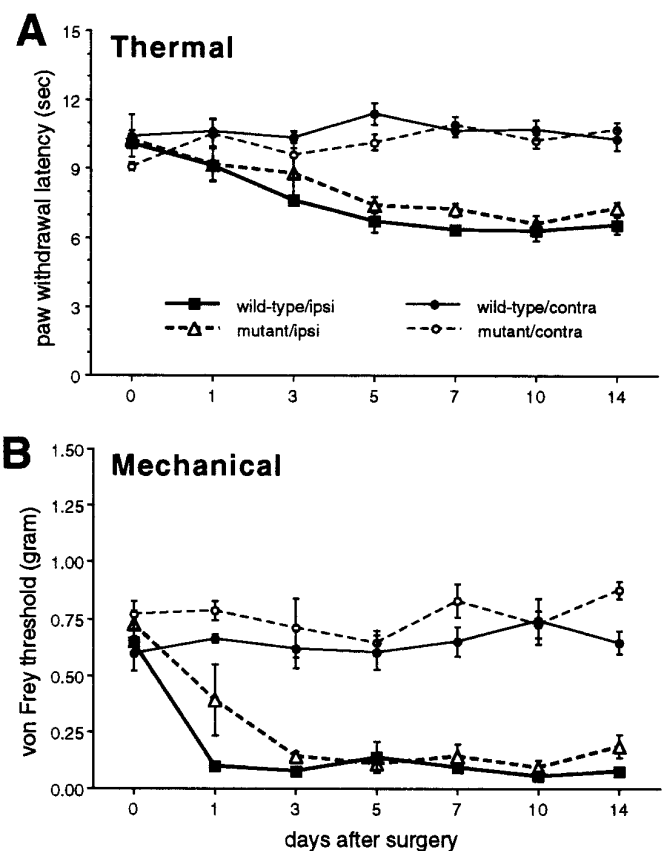 A
Thermal
paw withdrawal latency (sec)
15
12
9
6
3
0
wild-type/ipsi
wild-type/contra
mutant/ipsi
mutant/contra
0 1 3 5 7 10 14
B
Mechanical
von Frey threshold (gram)
1.50
1.25
1.00
0.75
0.50
0.25
0.00
0 1 3 5 7 10 14
days after surgery